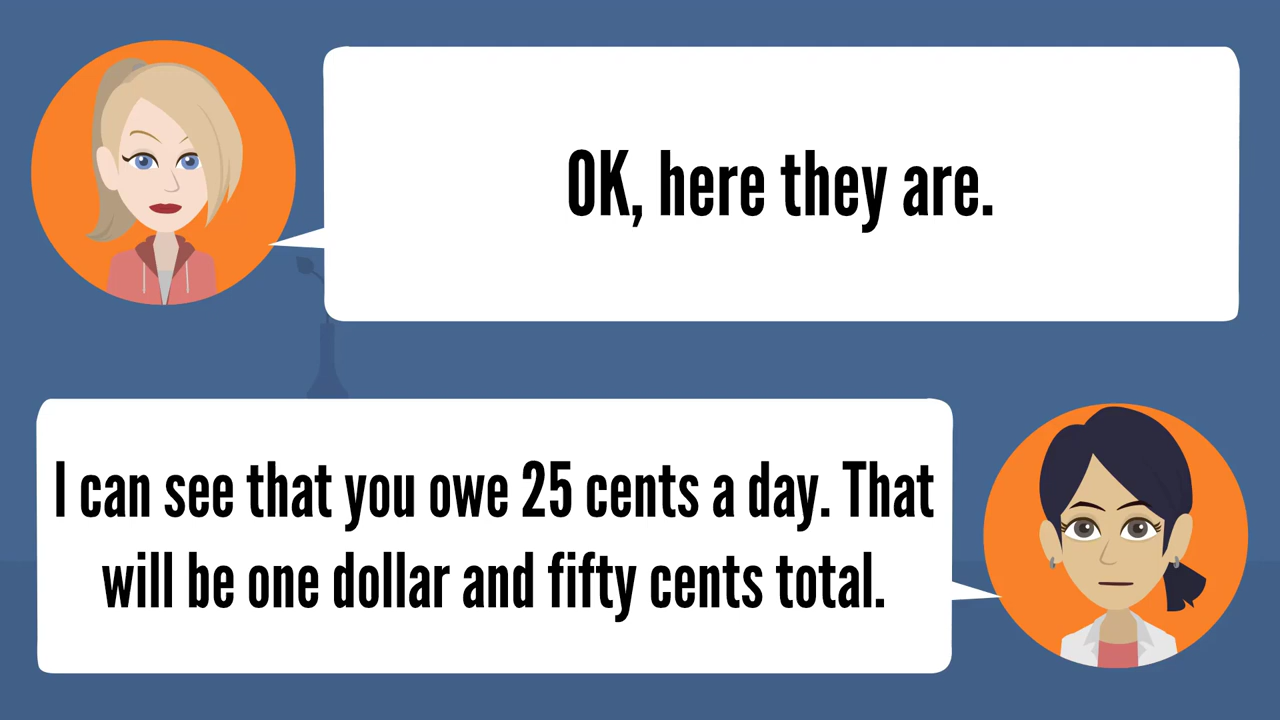 OK, here they are.
I can see that you owe 25 cents a day. That
will be one dollar and fifty cents total.